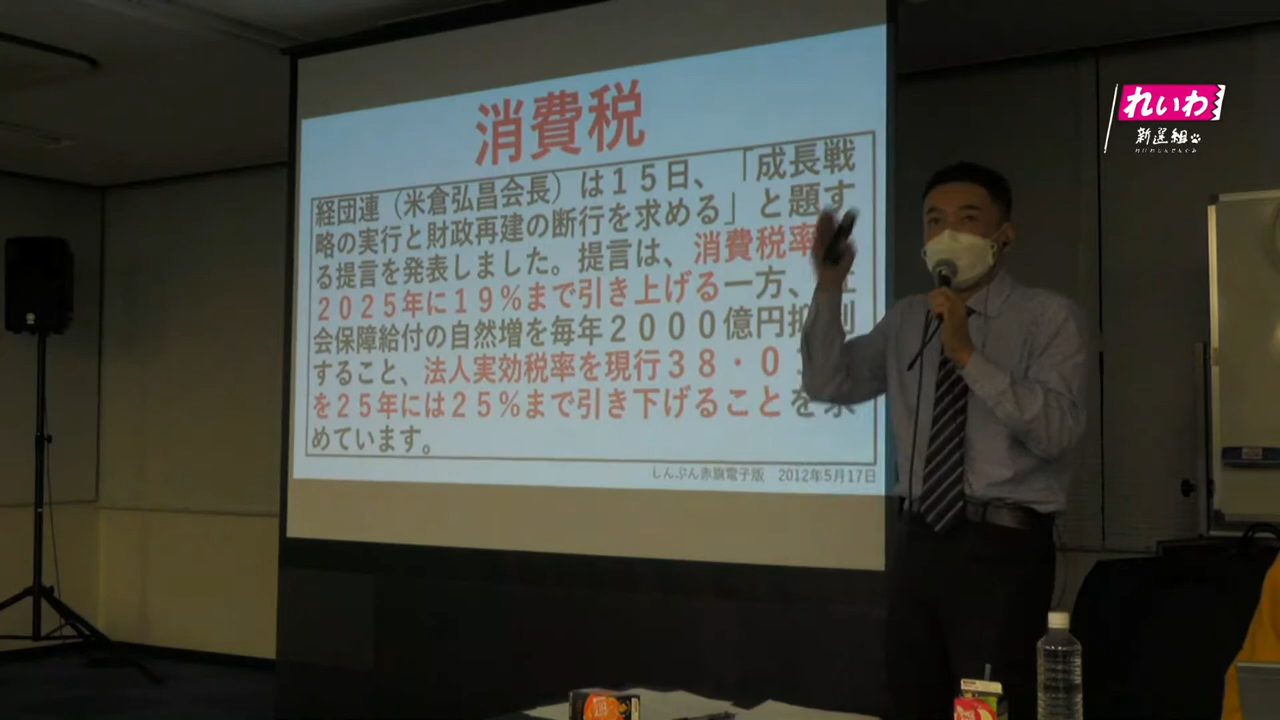 れいわ
新選組
消費税
経団連（米倉弘昌会長）は１５日、「成長戦
略の実行と財政再建の断行を求める」と題す
る提言を発表しました。提言は、消費税率
２０２５年に１９％まで引き上げる一方、
会保障給付の自然増を毎年２０００億円抑制
すること、法人実効税率を現行３８・０
を２５年には２５％まで引き下げることを求
めています。
しんぶん赤旗電子版 2012年5月17日